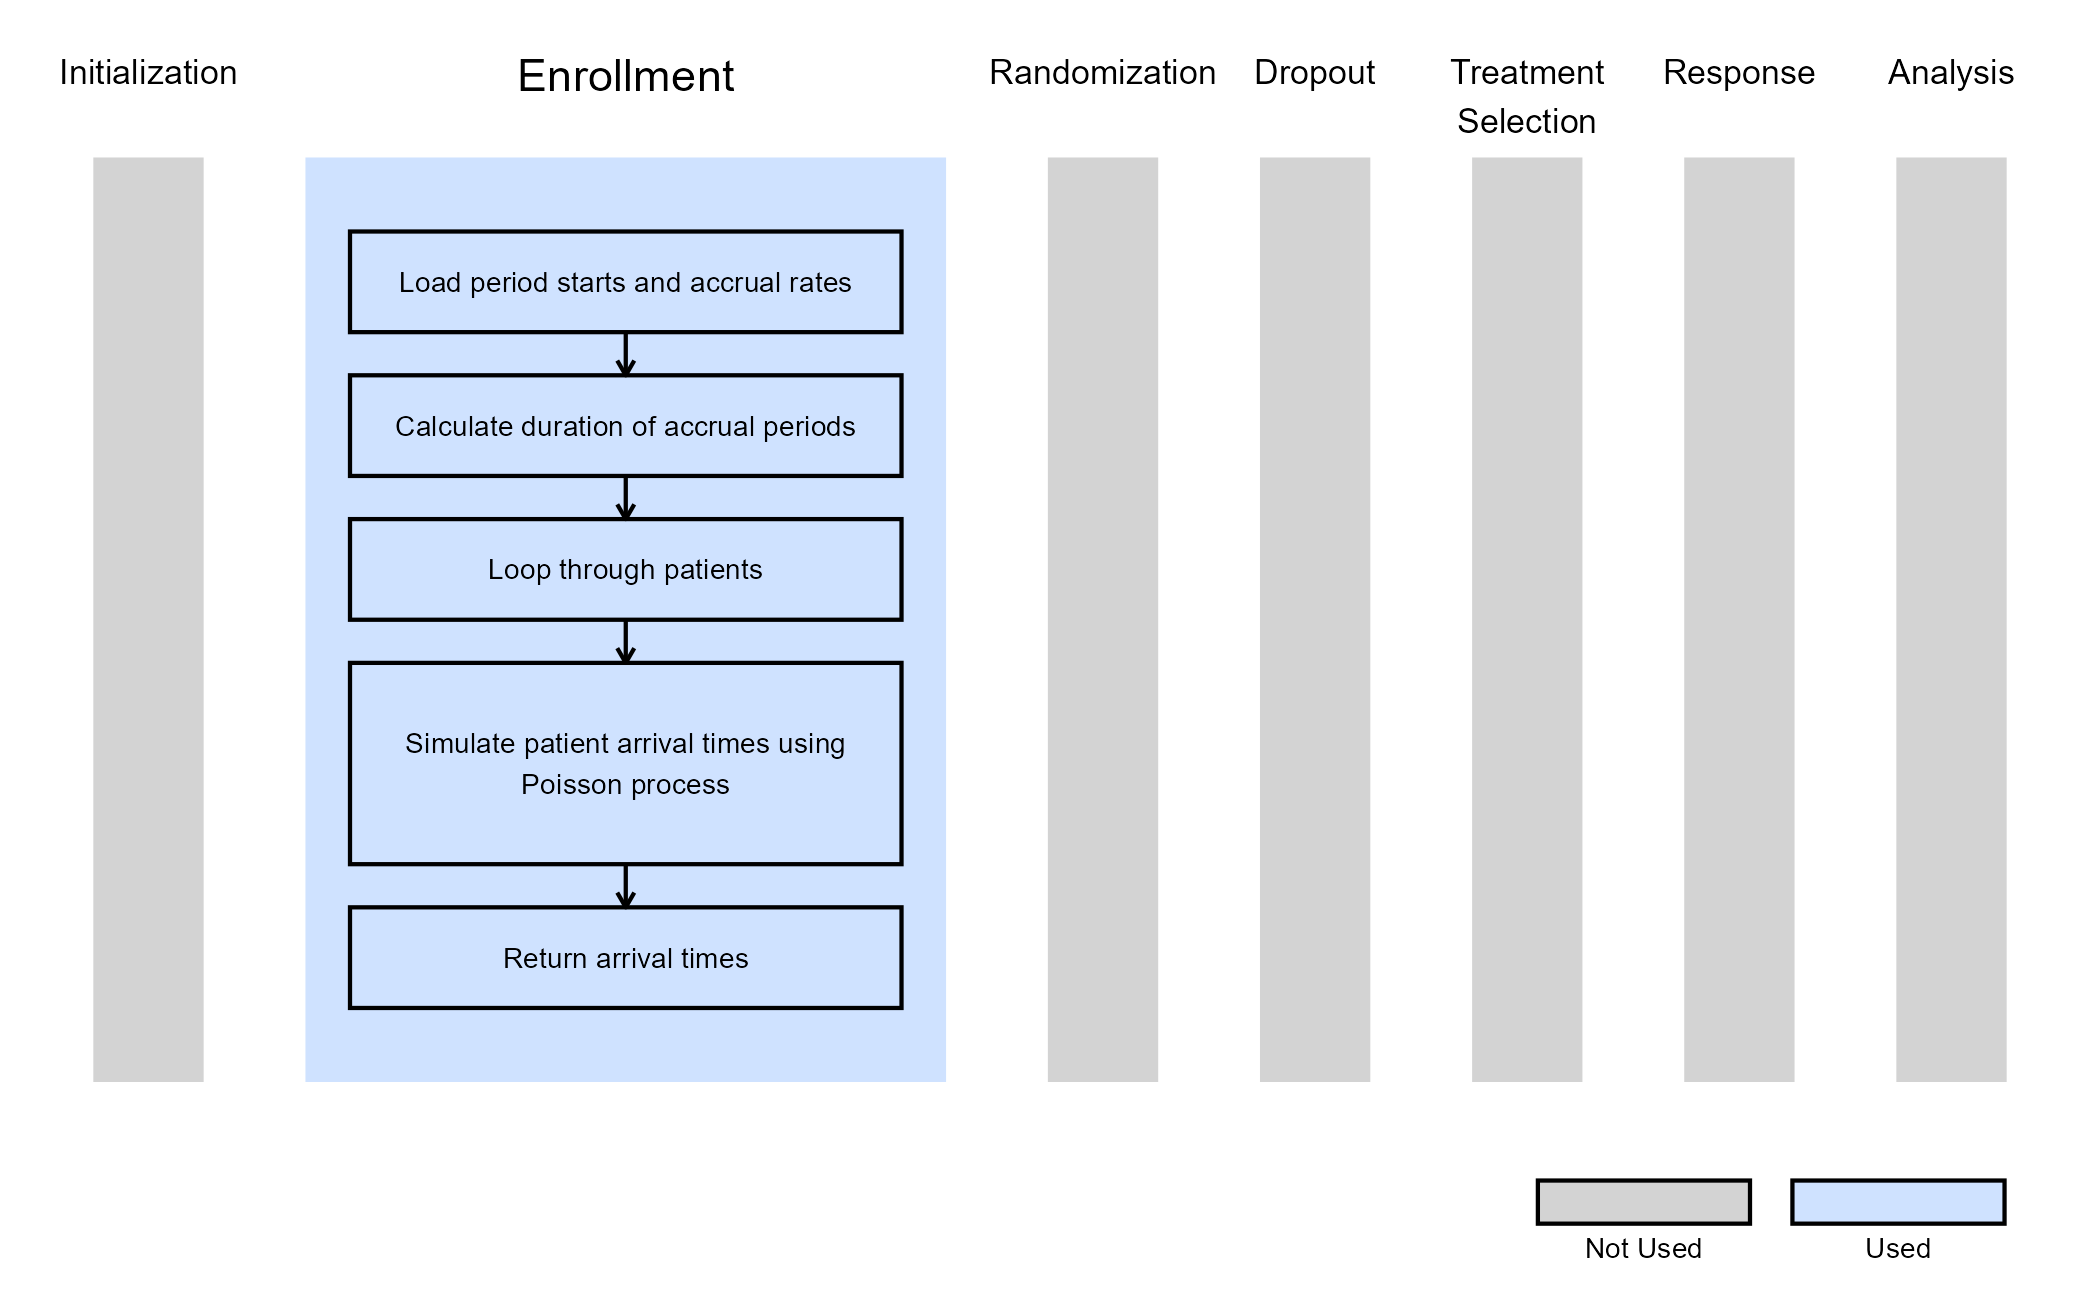 Initialization
Enrollment
Randomization
Dropout
Treatment
Selection
Response
Analysis
Load period starts and accrual rates
Calculate duration of accrual periods
Loop through patients
Simulate patient arrival times using
Poisson process
Return arrival times
Not Used
Used